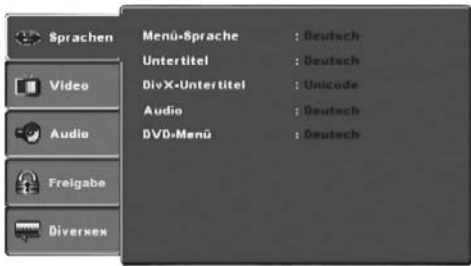 Sprachen
Video
Audio
Freigabe
Diverses
Menü-Sprache : Deutsch
Untertitel : Deutsch
DivX-Untertitel : Unicode
Audio : Deutsch
DVD-Menü : Deutsch